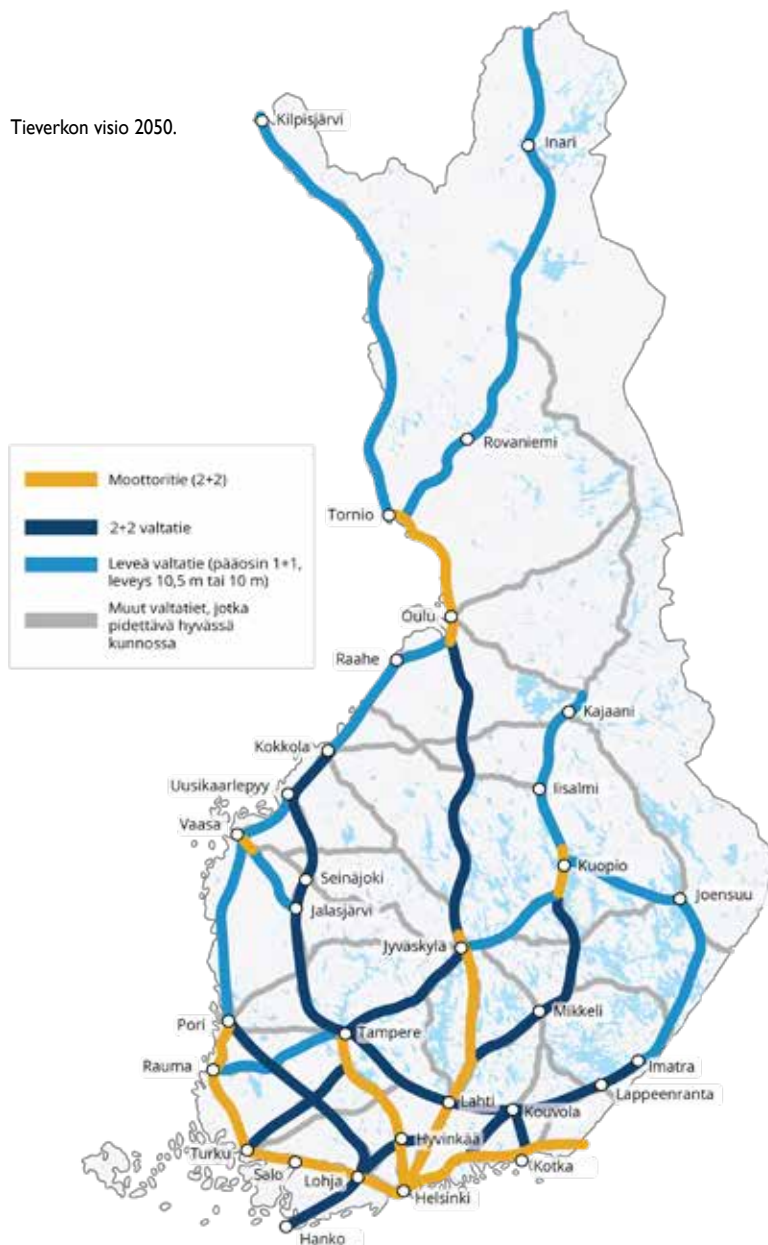 Tieverkon visio 2050.
Kilpisjärvi
Inari
Rovaniemi
Tornio
Moottoritie (2+2)
2+2 valtatie
Leveä valtatie (pääosin 1+1,
leveys 10,5 m tai 10 m)
Muut valtatiet, jotka
pidettävä hyvässä
kunnossa
Oulu
Raahe
Kajaani
Kokkola
Iisalmi
Uusikaarlepyy
Vaasa
Kuopio
Seinäjoki
Joensuu
Jalasjärvi
Jyväskylä
Mikkeli
Pori
Tampere
Imatra
Rauma
Lappeenranta
Lahti
Kouvola
Hyvinkää
Turku
Salo
Lohja
Kotka
Helsinki
Hanko